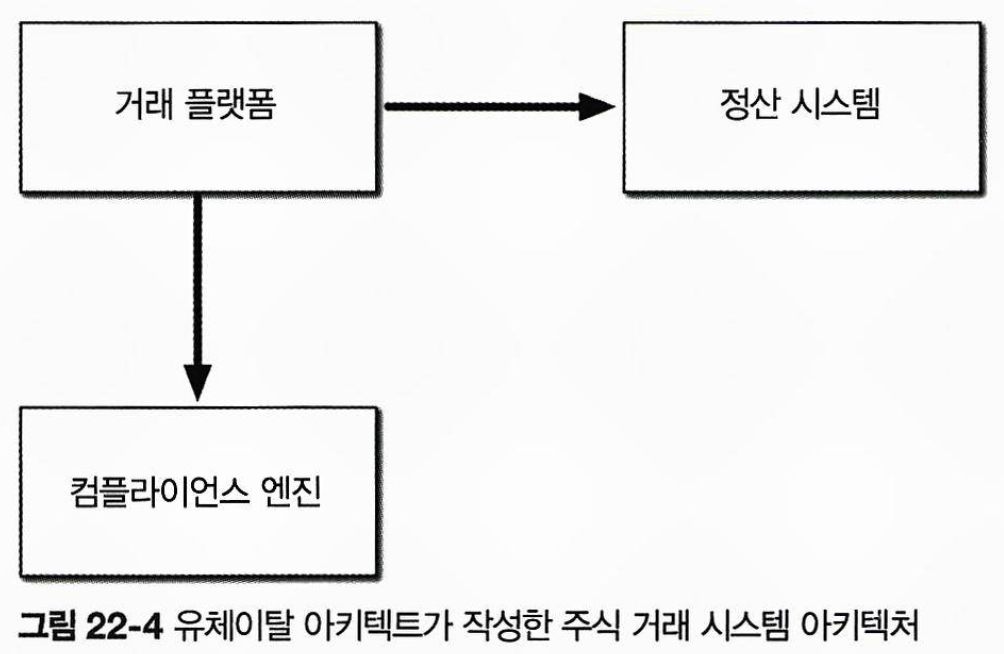 거래 플랫폼
정산 시스템
컴플라이언스 엔진
그림 22-4 유체이탈 아키텍트가 작성한 주식 거래 시스템 아키텍처